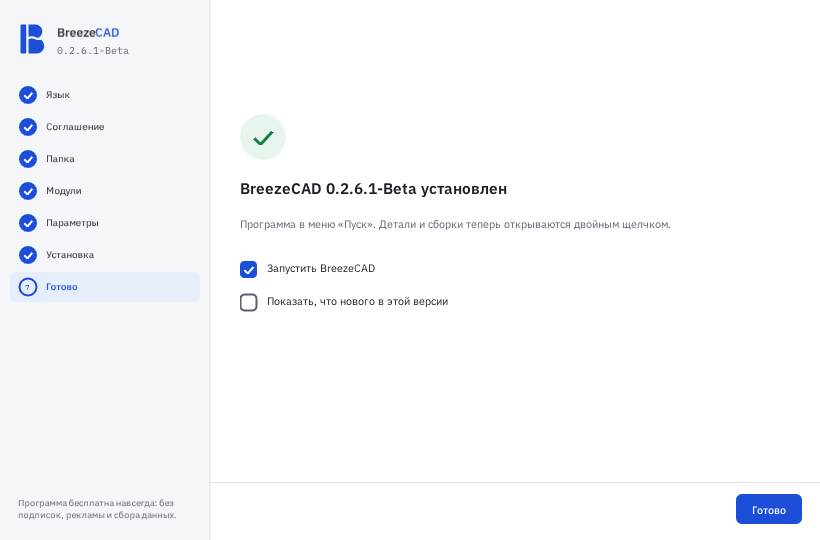 BreezeCAD
0.2.6.1-Beta
Язык
Соглашение
Папка
Модули
Параметры
Установка
7 Готово
BreezeCAD 0.2.6.1-Beta установлен
Программа в меню «Пуск». Детали и сборки теперь открываются двойным щелчком.
Запустить BreezeCAD
Показать, что нового в этой версии
Программа бесплатна навсегда: без
подписок, рекламы и сбора данных.
Готово